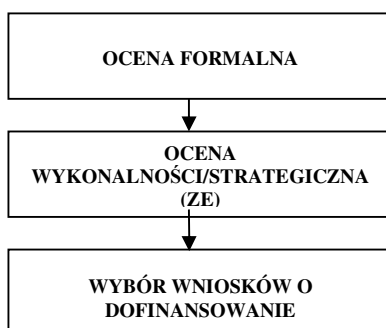 OCENA FORMALNA
OCENA
WYKONALNOŚCI/STRATEGICZNA
(ZE)
WYBÓR WNIOSKÓW O
DOFINANSOWANIE